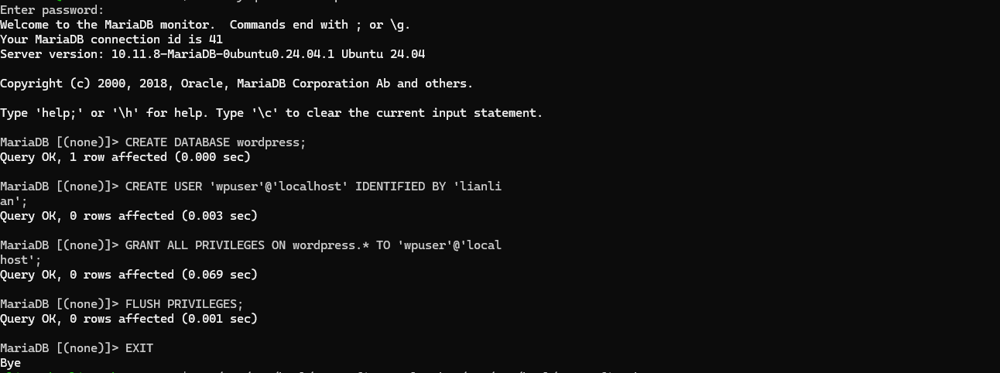 Enter password:
Welcome to the MariaDB monitor.  Commands end with ; or \g.
Your MariaDB connection id is 41
Server version: 10.11.8-MariaDB-0ubuntu0.24.04.1 Ubuntu 24.04
Copyright (c) 2000, 2018, Oracle, MariaDB Corporation Ab and others.
Type 'help;' or '\h' for help. Type '\c' to clear the current input statement.
MariaDB [(none)]> CREATE DATABASE wordpress;
Query OK, 1 row affected (0.000 sec)
MariaDB [(none)]> CREATE USER 'wpuser'@'localhost' IDENTIFIED BY 'lianli
an';
Query OK, 0 rows affected (0.003 sec)
MariaDB [(none)]> GRANT ALL PRIVILEGES ON wordpress.* TO 'wpuser'@'local
host';
Query OK, 0 rows affected (0.069 sec)
MariaDB [(none)]> FLUSH PRIVILEGES;
Query OK, 0 rows affected (0.001 sec)
MariaDB [(none)]> EXIT
Bye